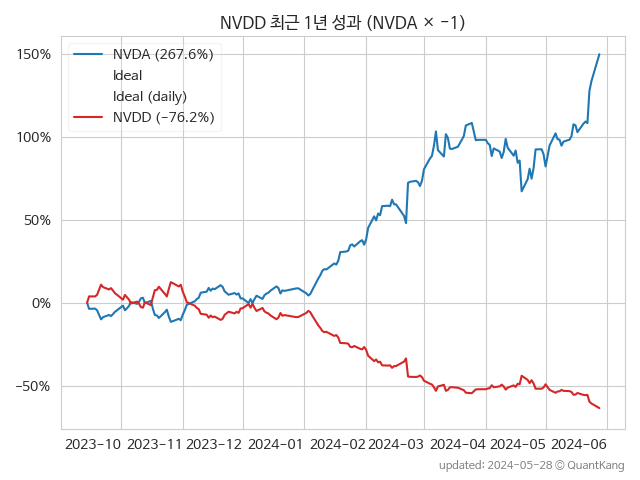 NVDD 최근 1년 성과 (NVDA × −1)
NVDA (267.6%)
Ideal
Ideal (daily)
NVDD (−76.2%)
150%
100%
50%
0%
−50%
2023-10 2023-11 2023-12 2024-01 2024-02 2024-03 2024-04 2024-05 2024-06
updated: 2024-05-28 © QuantKang